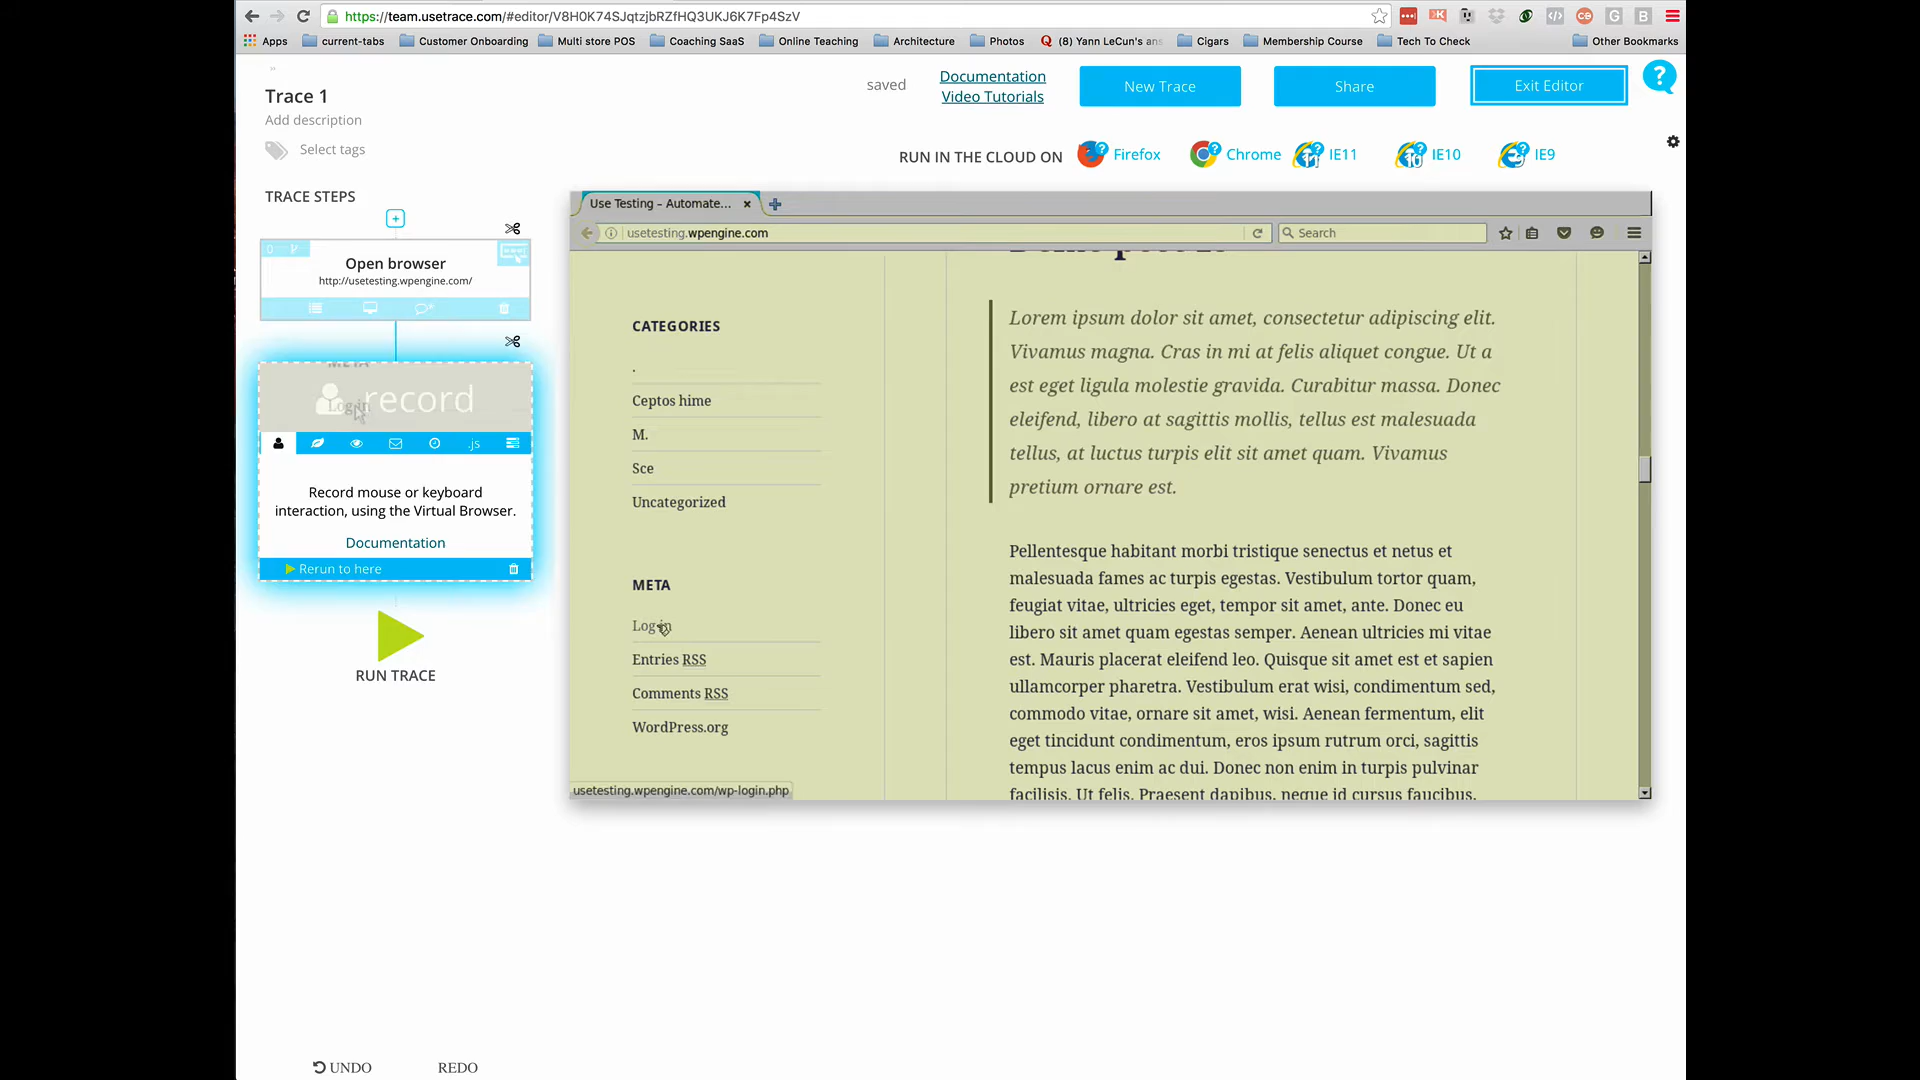 https://team.usetrace.com/#editor/V8H0K74SJqtzjbRZfHQ3UKJ6K7Fp4SzV
Apps current-tabs Customer Onboarding Multi store POS Coaching SaaS Online Teaching Architecture Photos (8) Yann LeCun's ans Cigars Membership Course Tech To Check Other Bookmarks
Trace 1
Add description
Select tags
saved
Documentation
Video Tutorials
New Trace
Share
Exit Editor
?
RUN IN THE CLOUD ON
Firefox
Chrome
IE11
IE10
IE9
TRACE STEPS
Open browser
http://usetesting.wpengine.com/
META
Log in
record
.js
Record mouse or keyboard
interaction, using the Virtual Browser.
Documentation
Rerun to here
RUN TRACE
UNDO
REDO
Use Testing – Automate...
usetesting.wpengine.com
Search
CATEGORIES
.
Ceptos hime
M.
Sce
Uncategorized
META
Log in
Entries RSS
Comments RSS
WordPress.org
usetesting.wpengine.com/wp-login.php
Lorem ipsum dolor sit amet, consectetur adipiscing elit.
Vivamus magna. Cras in mi at felis aliquet congue. Ut a
est eget ligula molestie gravida. Curabitur massa. Donec
eleifend, libero at sagittis mollis, tellus est malesuada
tellus, at luctus turpis elit sit amet quam. Vivamus
pretium ornare est.
Pellentesque habitant morbi tristique senectus et netus et
malesuada fames ac turpis egestas. Vestibulum tortor quam,
feugiat vitae, ultricies eget, tempor sit amet, ante. Donec eu
libero sit amet quam egestas semper. Aenean ultricies mi vitae
est. Mauris placerat eleifend leo. Quisque sit amet est et sapien
ullamcorper pharetra. Vestibulum erat wisi, condimentum sed,
commodo vitae, ornare sit amet, wisi. Aenean fermentum, elit
eget tincidunt condimentum, eros ipsum rutrum orci, sagittis
tempus lacus enim ac dui. Donec non enim in turpis pulvinar
facilisis. Ut felis. Praesent dapibus, neque id cursus faucibus,